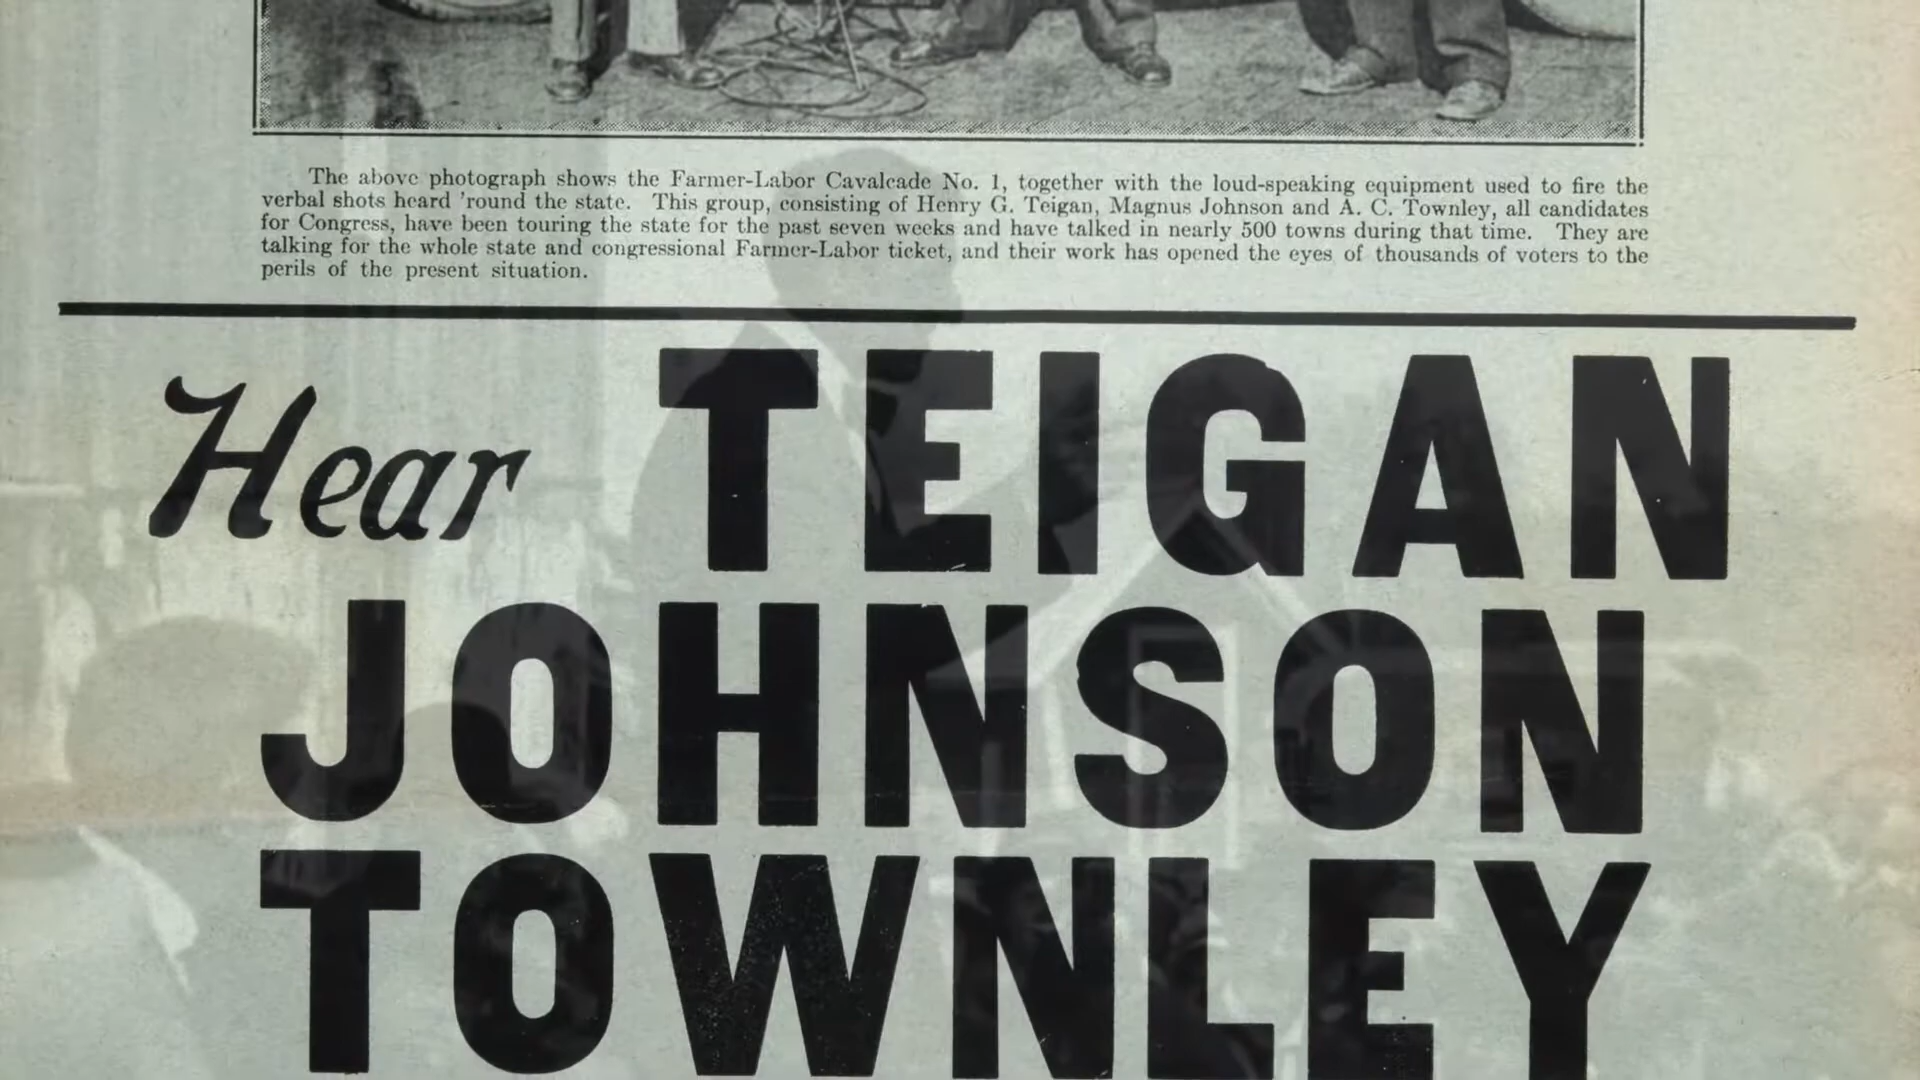 The above photograph shows the Farmer-Labor Cavalcade No. 1, together with the loud-speaking equipment used to fire the
verbal shots heard 'round the state. This group, consisting of Henry G. Teigan, Magnus Johnson and A. C. Townley, all candidates
for Congress, have been touring the state for the past seven weeks and have talked in nearly 500 towns during that time. They are
talking for the whole state and congressional Farmer-Labor ticket, and their work has opened the eyes of thousands of voters to the
perils of the present situation.
Hear TEIGAN
JOHNSON
TOWNLEY